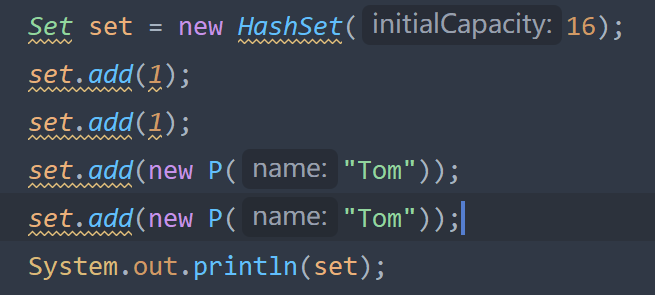 Set set = new HashSet( initialCapacity: 16);
set.add(1);
set.add(1);
set.add(new P( name: "Tom"));
set.add(new P( name: "Tom"));
System.out.println(set);